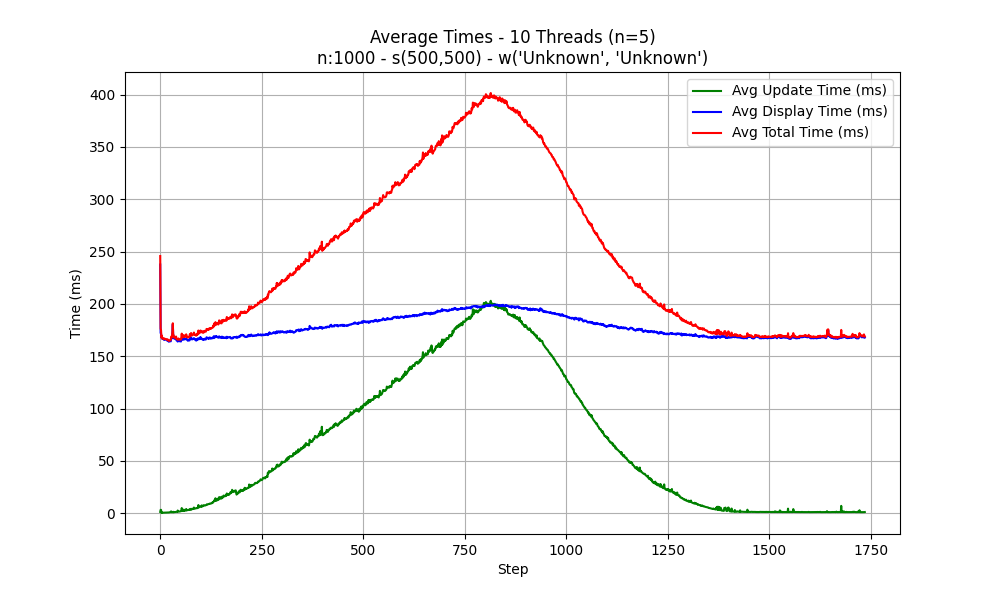 Average Times - 10 Threads (n=5)
n:1000 - s(500,500) - w('Unknown', 'Unknown')
Avg Update Time (ms)
Avg Display Time (ms)
Avg Total Time (ms)
Time (ms)
400
350
300
250
200
150
100
50
0
0 250 500 750 1000 1250 1500 1750
Step